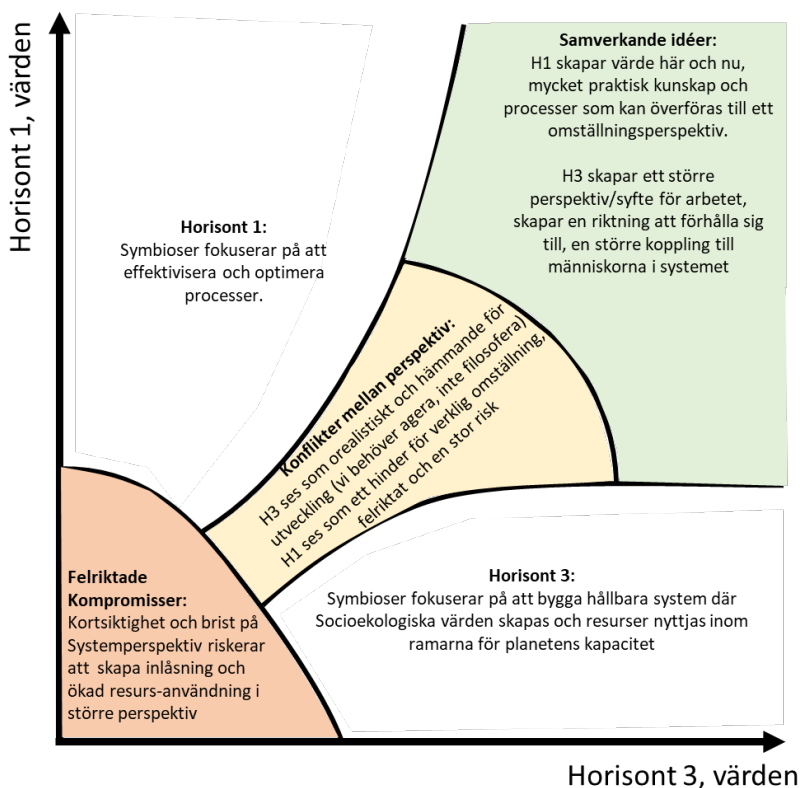 Horisont 1, värden
Samverkande idéer:
H1 skapar värde här och nu,
mycket praktisk kunskap och
processer som kan överföras till ett
omställningsperspektiv.
H3 skapar ett större
perspektiv/syfte för arbetet,
skapar en riktning att förhålla sig
till, en större koppling till
människorna i systemet
Horisont 1:
Symbioser fokuserar på att
effektivisera och optimera
processer.
Konflikter mellan perspektiv:
H3 ses som orealistiskt och hämmande för
utveckling (vi behöver agera, inte filosofera)
H1 ses som ett hinder för verklig omställning,
felriktat och en stor risk
Felriktade
Kompromisser:
Kortsiktighet och brist på
Systemperspektiv riskerar
att skapa inlåsning och
ökad resurs-användning i
större perspektiv
Horisont 3:
Symbioser fokuserar på att bygga hållbara system där
Socioekologiska värden skapas och resurser nyttjas inom
ramarna för planetens kapacitet
Horisont 3, värden